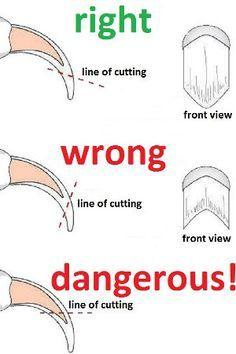 right
line of cutting
front view
wrong
line of cutting
front view
dangerous!
line of cutting